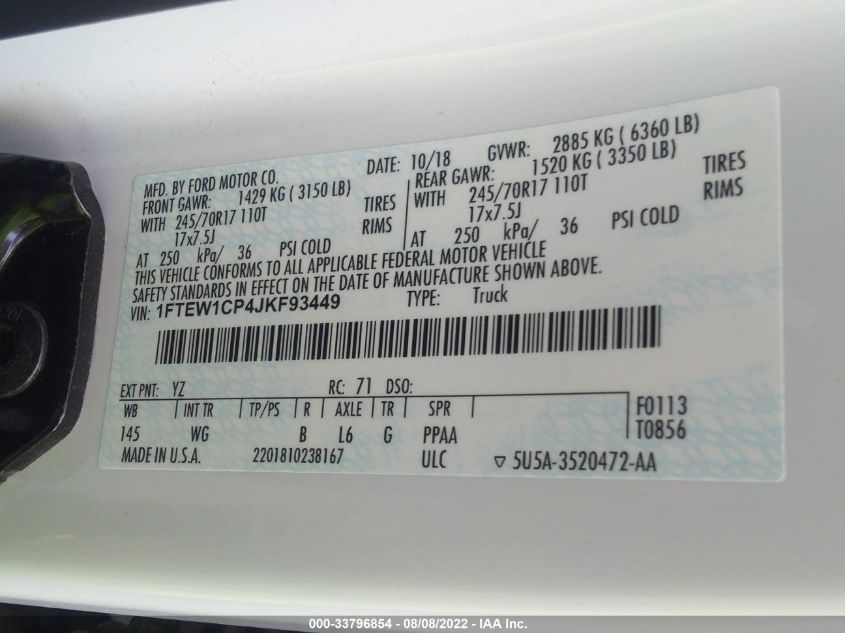 MFD. BY FORD MOTOR CO.
DATE: 10/18 GVWR: 2885 KG ( 6360 LB)
FRONT GAWR: 1429 KG ( 3150 LB)
WITH 245/70R17 110T TIRES
17x7.5J RIMS
AT 250 kPa/ 36 PSI COLD
REAR GAWR: 1520 KG ( 3350 LB)
WITH 245/70R17 110T TIRES
17x7.5J RIMS
AT 250 kPa/ 36 PSI COLD
THIS VEHICLE CONFORMS TO ALL APPLICABLE FEDERAL MOTOR VEHICLE
SAFETY STANDARDS IN EFFECT ON THE DATE OF MANUFACTURE SHOWN ABOVE.
VIN: 1FTEW1CP4JKF93449 TYPE: Truck
EXT PNT: YZ RC: 71 DSO:
WB INT TR TP/PS R AXLE TR SPR F0113
145 WG B L6 G PPAA T0856
MADE IN U.S.A. 2201810238167 ULC ▽ 5U5A-3520472-AA
000-33796854 - 08/08/2022 - IAA Inc.